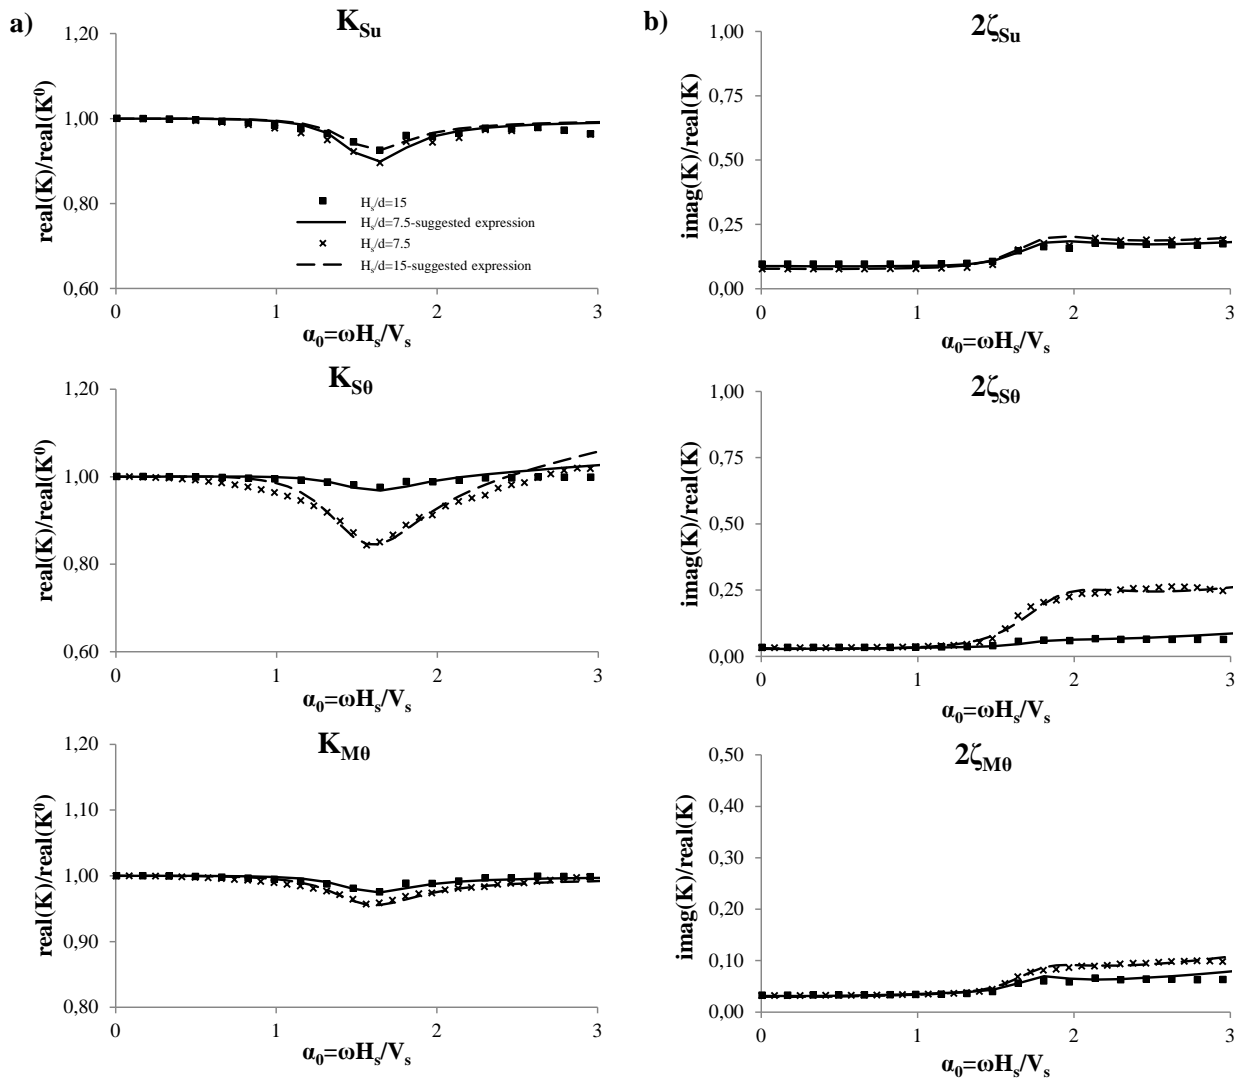 a)
K_Su
1,20
1,10
1,00
0,90
0,80
0,70
0,60
real(K)/real(K⁰)
H_s/d=15
H_s/d=7.5-suggested expression
H_s/d=7.5
H_s/d=15-suggested expression
0 1 2 3
α₀=ωH_s/V_s
b)
2ζ_Su
1,00
0,75
0,50
0,25
0,00
imag(K)/real(K)
0 1 2 3
α₀=ωH_s/V_s
K_Sθ
1,20
1,00
0,80
0,60
real(K)/real(K⁰)
0 1 2 3
α₀=ωH_s/V_s
2ζ_Sθ
1,00
0,75
0,50
0,25
0,00
imag(K)/real(K)
0 1 2 3
α₀=ωH_s/V_s
K_Mθ
1,20
1,10
1,00
0,90
0.80
real(K)/real(K⁰)
0 1 2 3
α₀=ωH_s/V_s
2ζ_Mθ
0,50
0,40
0,30
0,20
0,10
0,00
imag(K)/real(K)
0 1 2 3
α₀=ωH_s/V_s